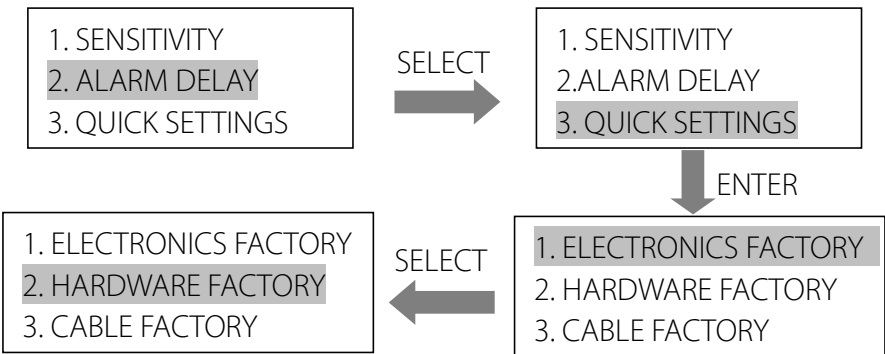 1. SENSITIVITY
2. ALARM DELAY
3. QUICK SETTINGS
SELECT
1. SENSITIVITY
2.ALARM DELAY
3. QUICK SETTINGS
ENTER
1. ELECTRONICS FACTORY
2. HARDWARE FACTORY
3. CABLE FACTORY
SELECT
1. ELECTRONICS FACTORY
2. HARDWARE FACTORY
3. CABLE FACTORY